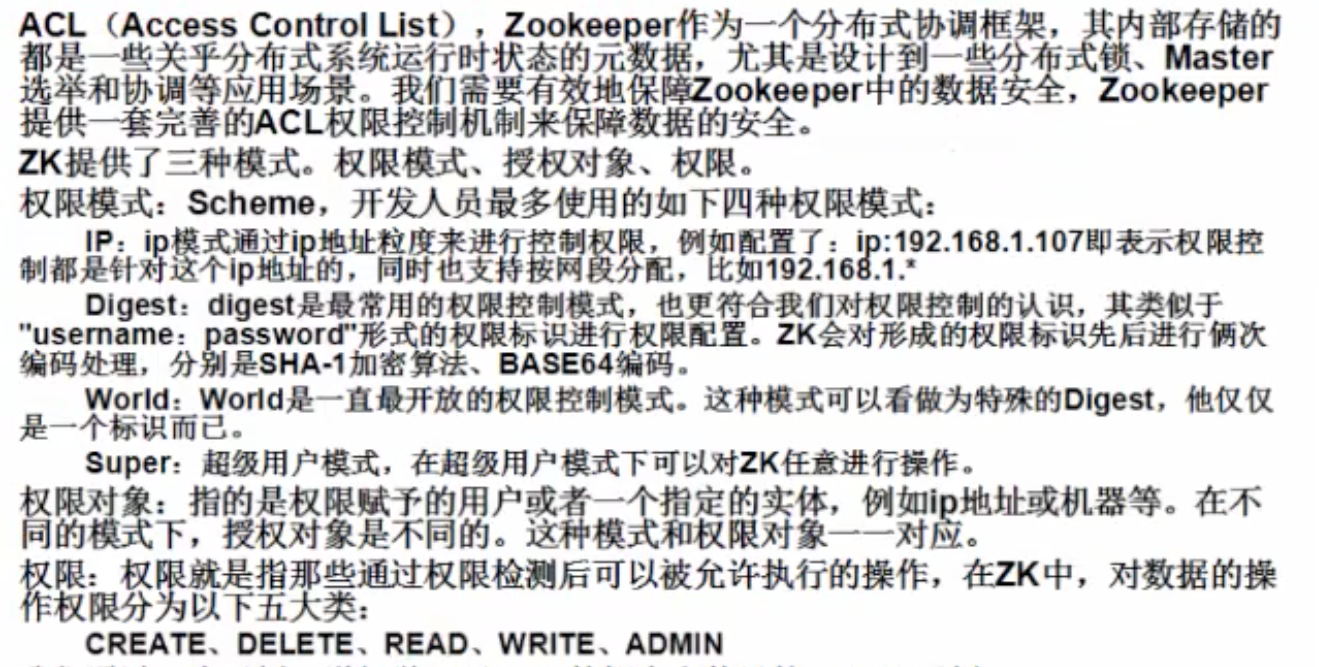 ACL（Access Control List），Zookeeper作为一个分布式协调框架，其内部存储的
都是一些关乎分布式系统运行时状态的元数据，尤其是设计到一些分布式锁、Master
选举和协调等应用场景。我们需要有效地保障Zookeeper中的数据安全，Zookeeper
提供一套完善的ACL权限控制机制来保障数据的安全。
ZK提供了三种模式。权限模式、授权对象、权限。
权限模式：Scheme，开发人员最多使用的如下四种权限模式：
IP：ip模式通过ip地址粒度来进行控制权限，例如配置了：ip:192.168.1.107即表示权限控
制都是针对这个ip地址的，同时也支持按网段分配，比如192.168.1.*
Digest：digest是最常用的权限控制模式，也更符合我们对权限控制的认识，其类似于
"username：password"形式的权限标识进行权限配置。ZK会对形成的权限标识先后进行俩次
编码处理，分别是SHA-1加密算法、BASE64编码。
World：World是一直最开放的权限控制模式。这种模式可以看做为特殊的Digest，他仅仅
是一个标识而已。
Super：超级用户模式，在超级用户模式下可以对ZK任意进行操作。
权限对象：指的是权限赋予的用户或者一个指定的实体，例如ip地址或机器等。在不
同的模式下，授权对象是不同的。这种模式和权限对象一一对应。
权限：权限就是指那些通过权限检测后可以被允许执行的操作，在ZK中，对数据的操
作权限分为以下五大类：
CREATE、DELETE、READ、WRITE、ADMIN